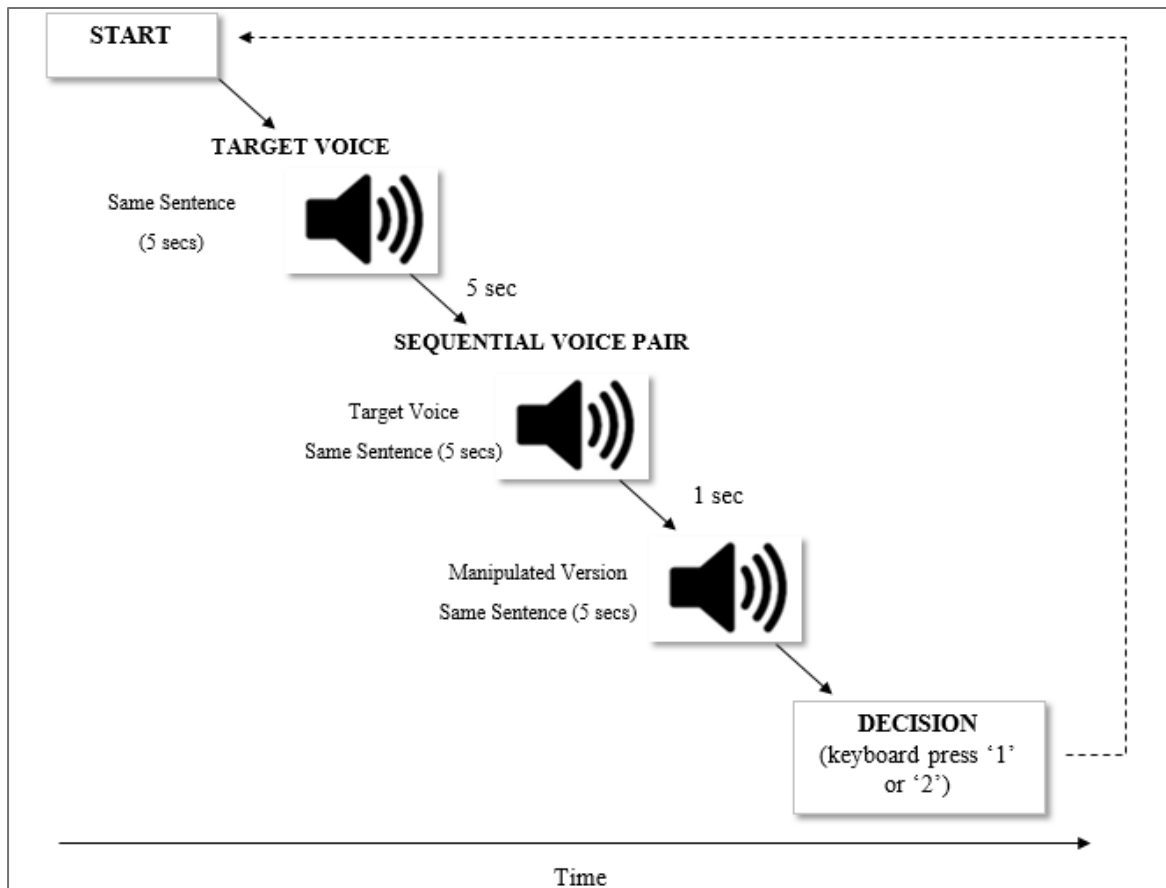 START
TARGET VOICE
Same Sentence
(5 secs)
5 sec
SEQUENTIAL VOICE PAIR
Target Voice
Same Sentence (5 secs)
1 sec
Manipulated Version
Same Sentence (5 secs)
DECISION
(keyboard press ‘1’
or ‘2’)
Time